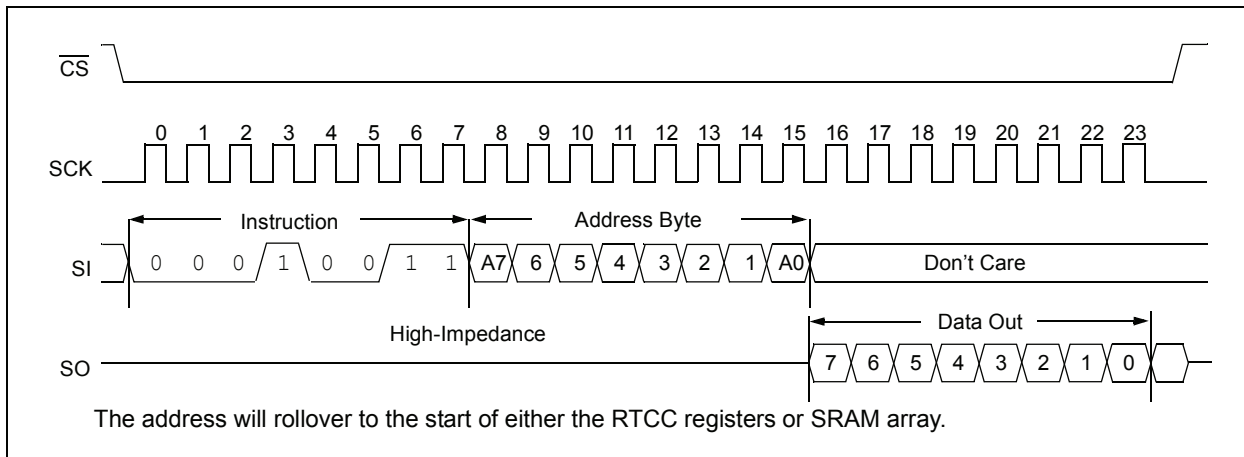 CS
0 1 2 3 4 5 6 7 8 9 10 11 12 13 14 15 16 17 18 19 20 21 22 23
SCK
Instruction Address Byte
SI 0 0 0 1 0 0 1 1 A7 6 5 4 3 2 1 A0 Don't Care
High-Impedance Data Out
SO 7 6 5 4 3 2 1 0
The address will rollover to the start of either the RTCC registers or SRAM array.